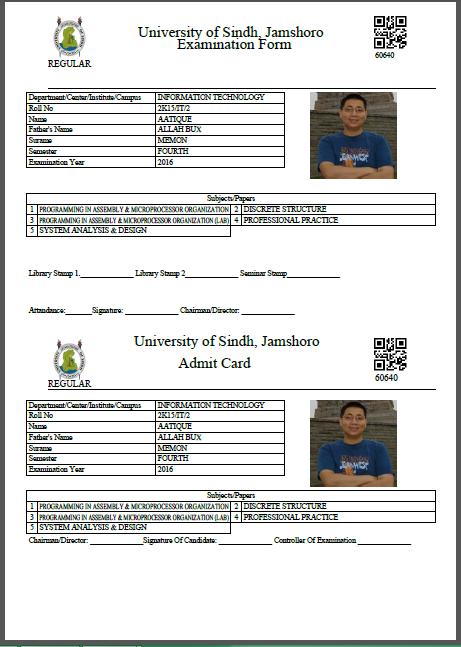 University of Sindh, Jamshoro
Examination Form
REGULAR
60640
Department/Center/Institute/Campus INFORMATION TECHNOLOGY
Roll No 2K15/IT/2
Name AATIQUE
Father's Name ALLAH BUX
Surame MEMON
Semester FOURTH
Examination Year 2016
Subjects/Papers
1 PROGRAMMING IN ASSEMBLY & MICROPROCESSOR ORGANIZATION 2 DISCRETE STRUCTURE
3 PROGRAMMING IN ASSEMBLY & MICROPROCESSOR ORGANIZATION (LAB) 4 PROFESSIONAL PRACTICE
5 SYSTEM ANALYSIS & DESIGN
Library Stamp 1.____________ Library Stamp 2____________ Seminar Stamp____________
Attandance:______Signature: ____________ Chairman/Director: ____________
University of Sindh, Jamshoro
Admit Card
REGULAR
60640
Department/Center/Institute/Campus INFORMATION TECHNOLOGY
Roll No 2K15/IT/2
Name AATIQUE
Father's Name ALLAH BUX
Surame MEMON
Semester FOURTH
Examination Year 2016
Subjects/Papers
1 PROGRAMMING IN ASSEMBLY & MICROPROCESSOR ORGANIZATION 2 DISCRETE STRUCTURE
3 PROGRAMMING IN ASSEMBLY & MICROPROCESSOR ORGANIZATION (LAB) 4 PROFESSIONAL PRACTICE
5 SYSTEM ANALYSIS & DESIGN
Chairman/Director: ____________ Signature Of Candidate: ____________ Controller Of Examination ____________